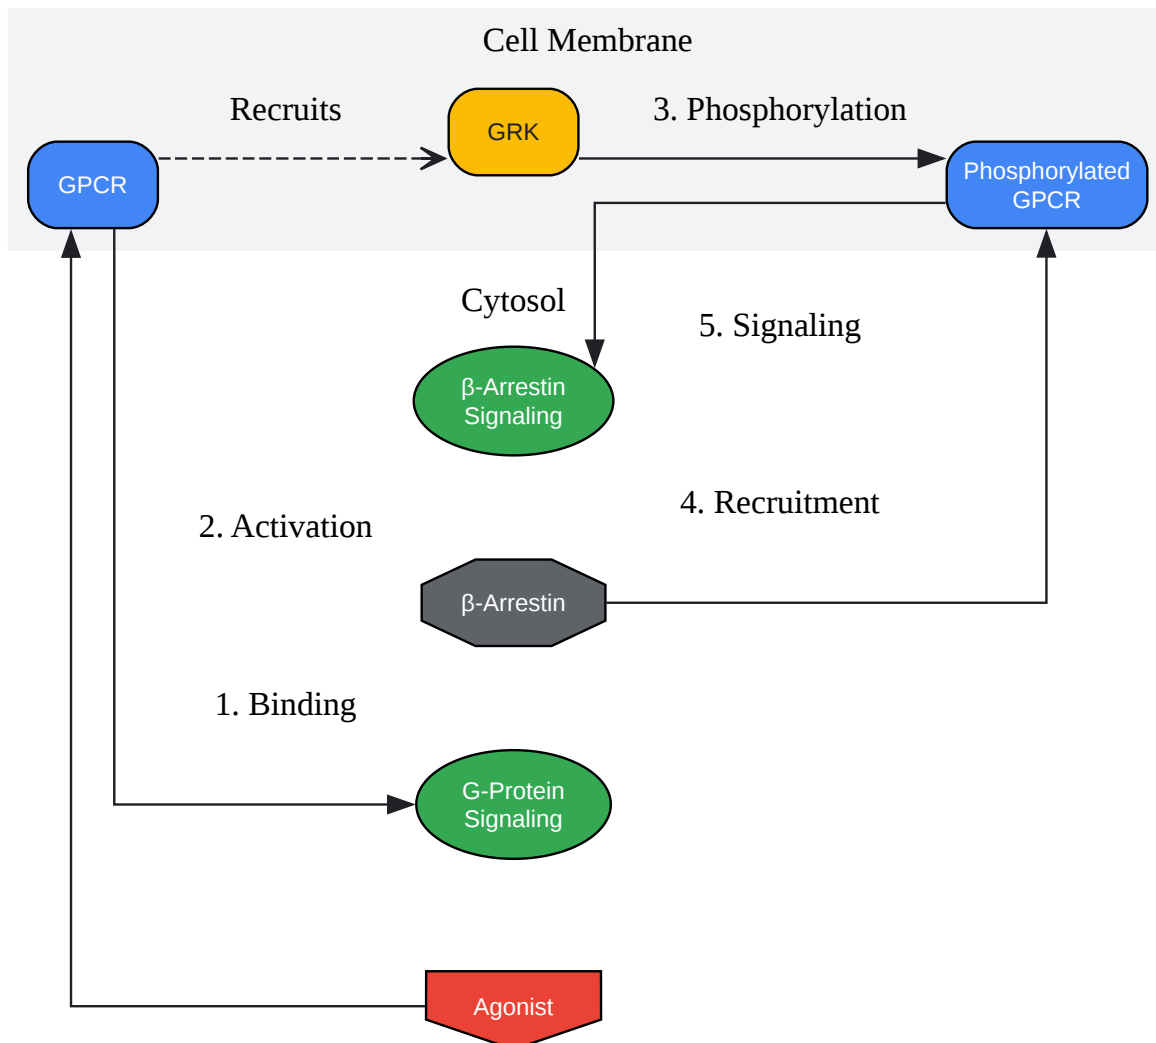 Cell Membrane
Recruits
GRK
3. Phosphorylation
GPCR
Phosphorylated
GPCR
Cytosol
5. Signaling
β-Arrestin
Signaling
2. Activation
4. Recruitment
β-Arrestin
1. Binding
G-Protein
Signaling
Agonist